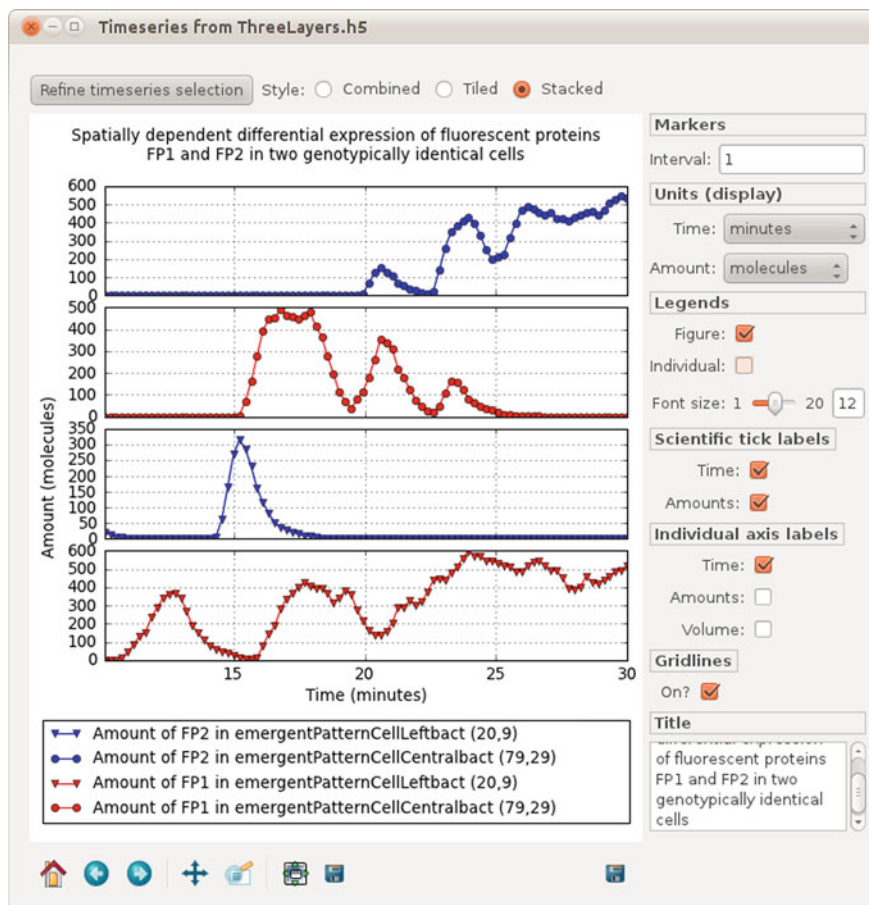 Timeseries from ThreeLayers.h5
Refine timeseries selection Style: Combined Tiled Stacked
Spatially dependent differential expression of fluorescent proteins
FP1 and FP2 in two genotypically identical cells
600
500
400
300
200
100
0
500
400
300
200
100
0
350
300
250
200
150
100
50
0
600
500
400
300
200
100
0
Amount (molecules)
15 20 25 30
Time (minutes)
Amount of FP2 in emergentPatternCellLeftbact (20,9)
Amount of FP2 in emergentPatternCellCentralbact (79,29)
Amount of FP1 in emergentPatternCellLeftbact (20,9)
Amount of FP1 in emergentPatternCellCentralbact (79,29)
Markers
Interval: 1
Units (display)
Time: minutes
Amount: molecules
Legends
Figure:
Individual:
Font size: 1 20 12
Scientific tick labels
Time:
Amounts:
Individual axis labels
Time:
Amounts:
Volume:
Gridlines
On?
Title
differential expression
of fluorescent proteins
FP1 and FP2 in two
genotypically identical
cells